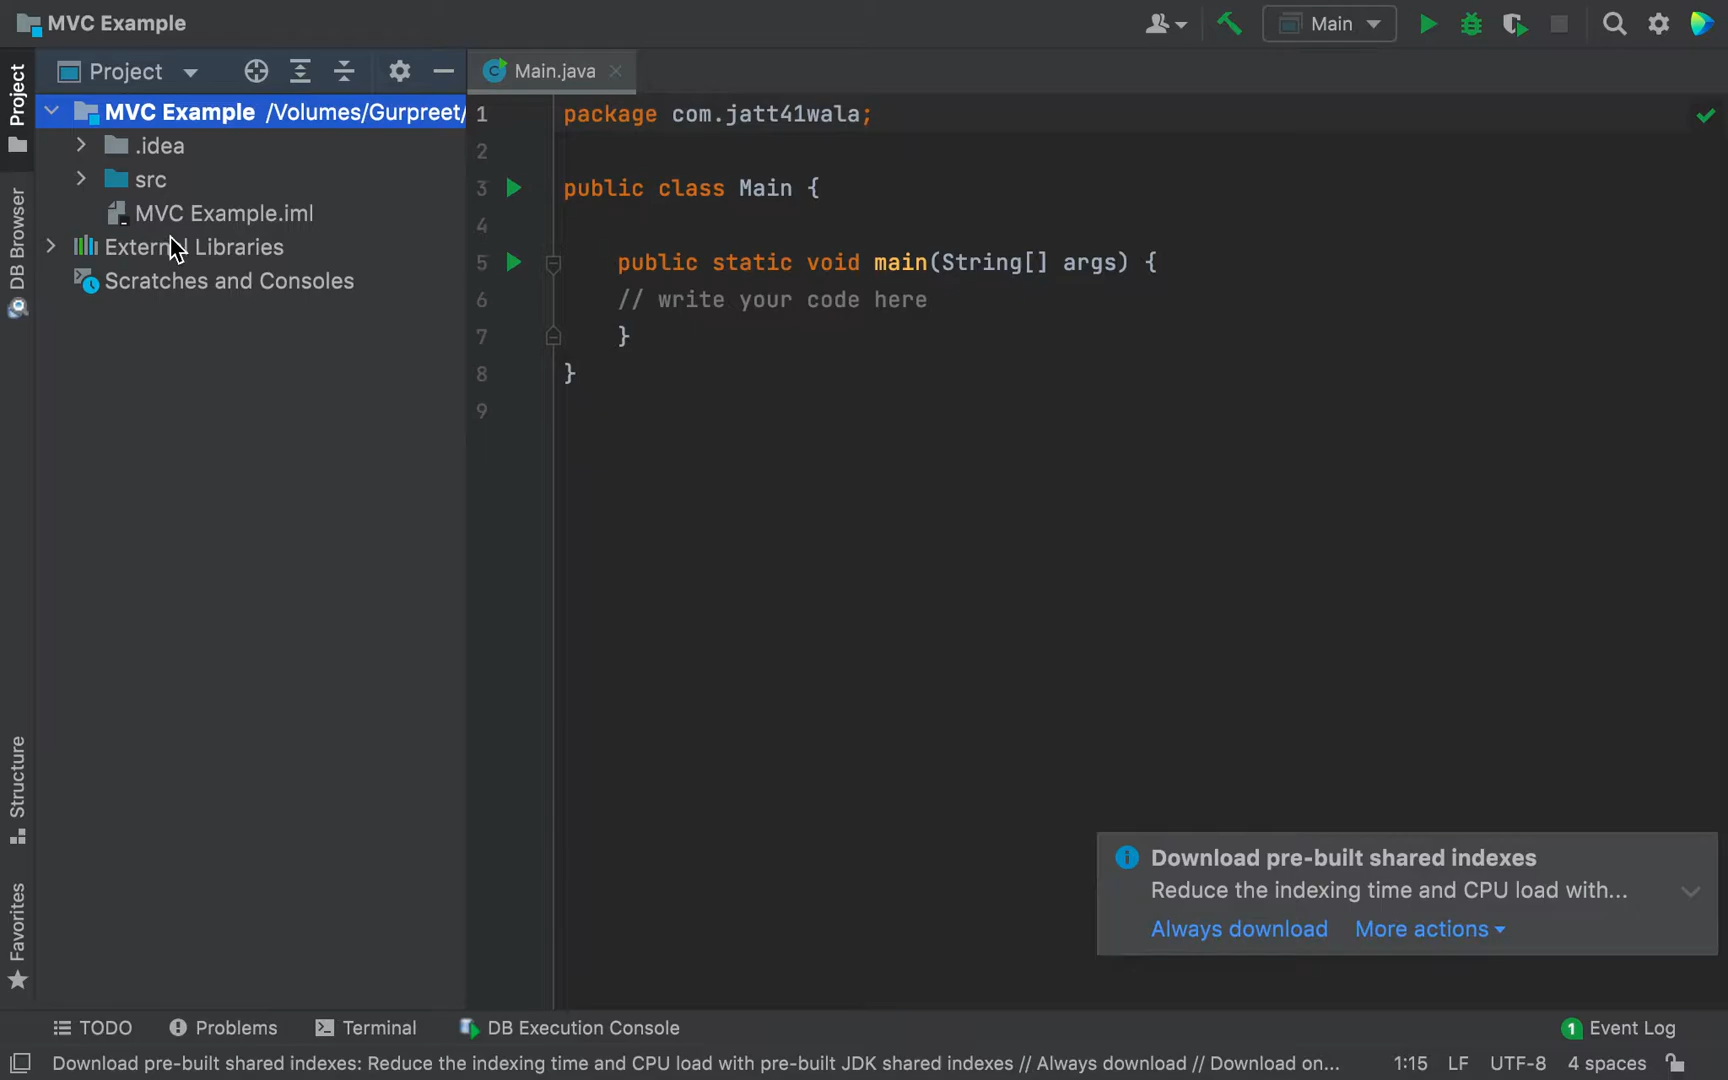 MVC Example
Main
Project
Project
MVC Example /Volumes/Gurpreet/
.idea
src
MVC Example.iml
External Libraries
Scratches and Consoles
DB Browser
Structure
Favorites
Main.java
1 package com.jatt41wala;
2
3 public class Main {
4
5 public static void main(String[] args) {
6 // write your code here
7 }
8 }
9
Download pre-built shared indexes
Reduce the indexing time and CPU load with...
Always download More actions
TODO Problems Terminal DB Execution Console 1 Event Log
Download pre-built shared indexes: Reduce the indexing time and CPU load with pre-built JDK shared indexes // Always download // Download on... 1:15 LF UTF-8 4 spaces